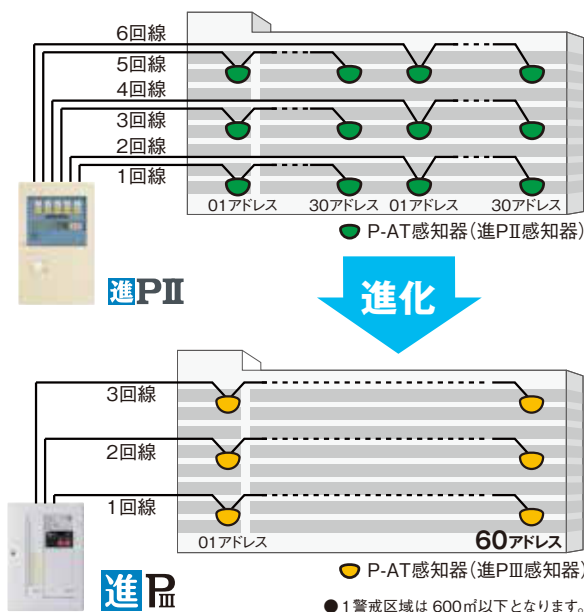 6回線
5回線
4回線
3回線
2回線
1回線
01アドレス 30アドレス 01アドレス 30アドレス
P-AT感知器(進PⅡ感知器)
進PⅡ
進化
3回線
2回線
1回線
01アドレス 60アドレス
P-AT感知器(進PⅢ感知器)
進PⅢ
●1警戒区域は600㎡以下となります。